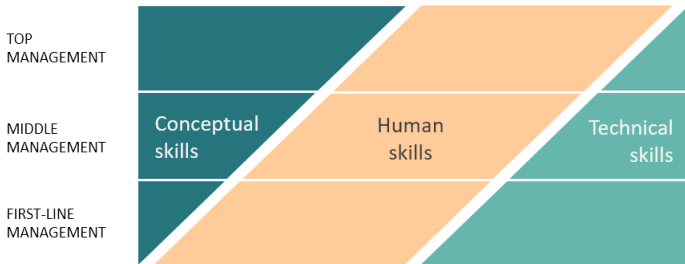 TOP
MANAGEMENT
MIDDLE
MANAGEMENT
Conceptual
skills
Human
skills
Technical
skills
FIRST-LINE
MANAGEMENT